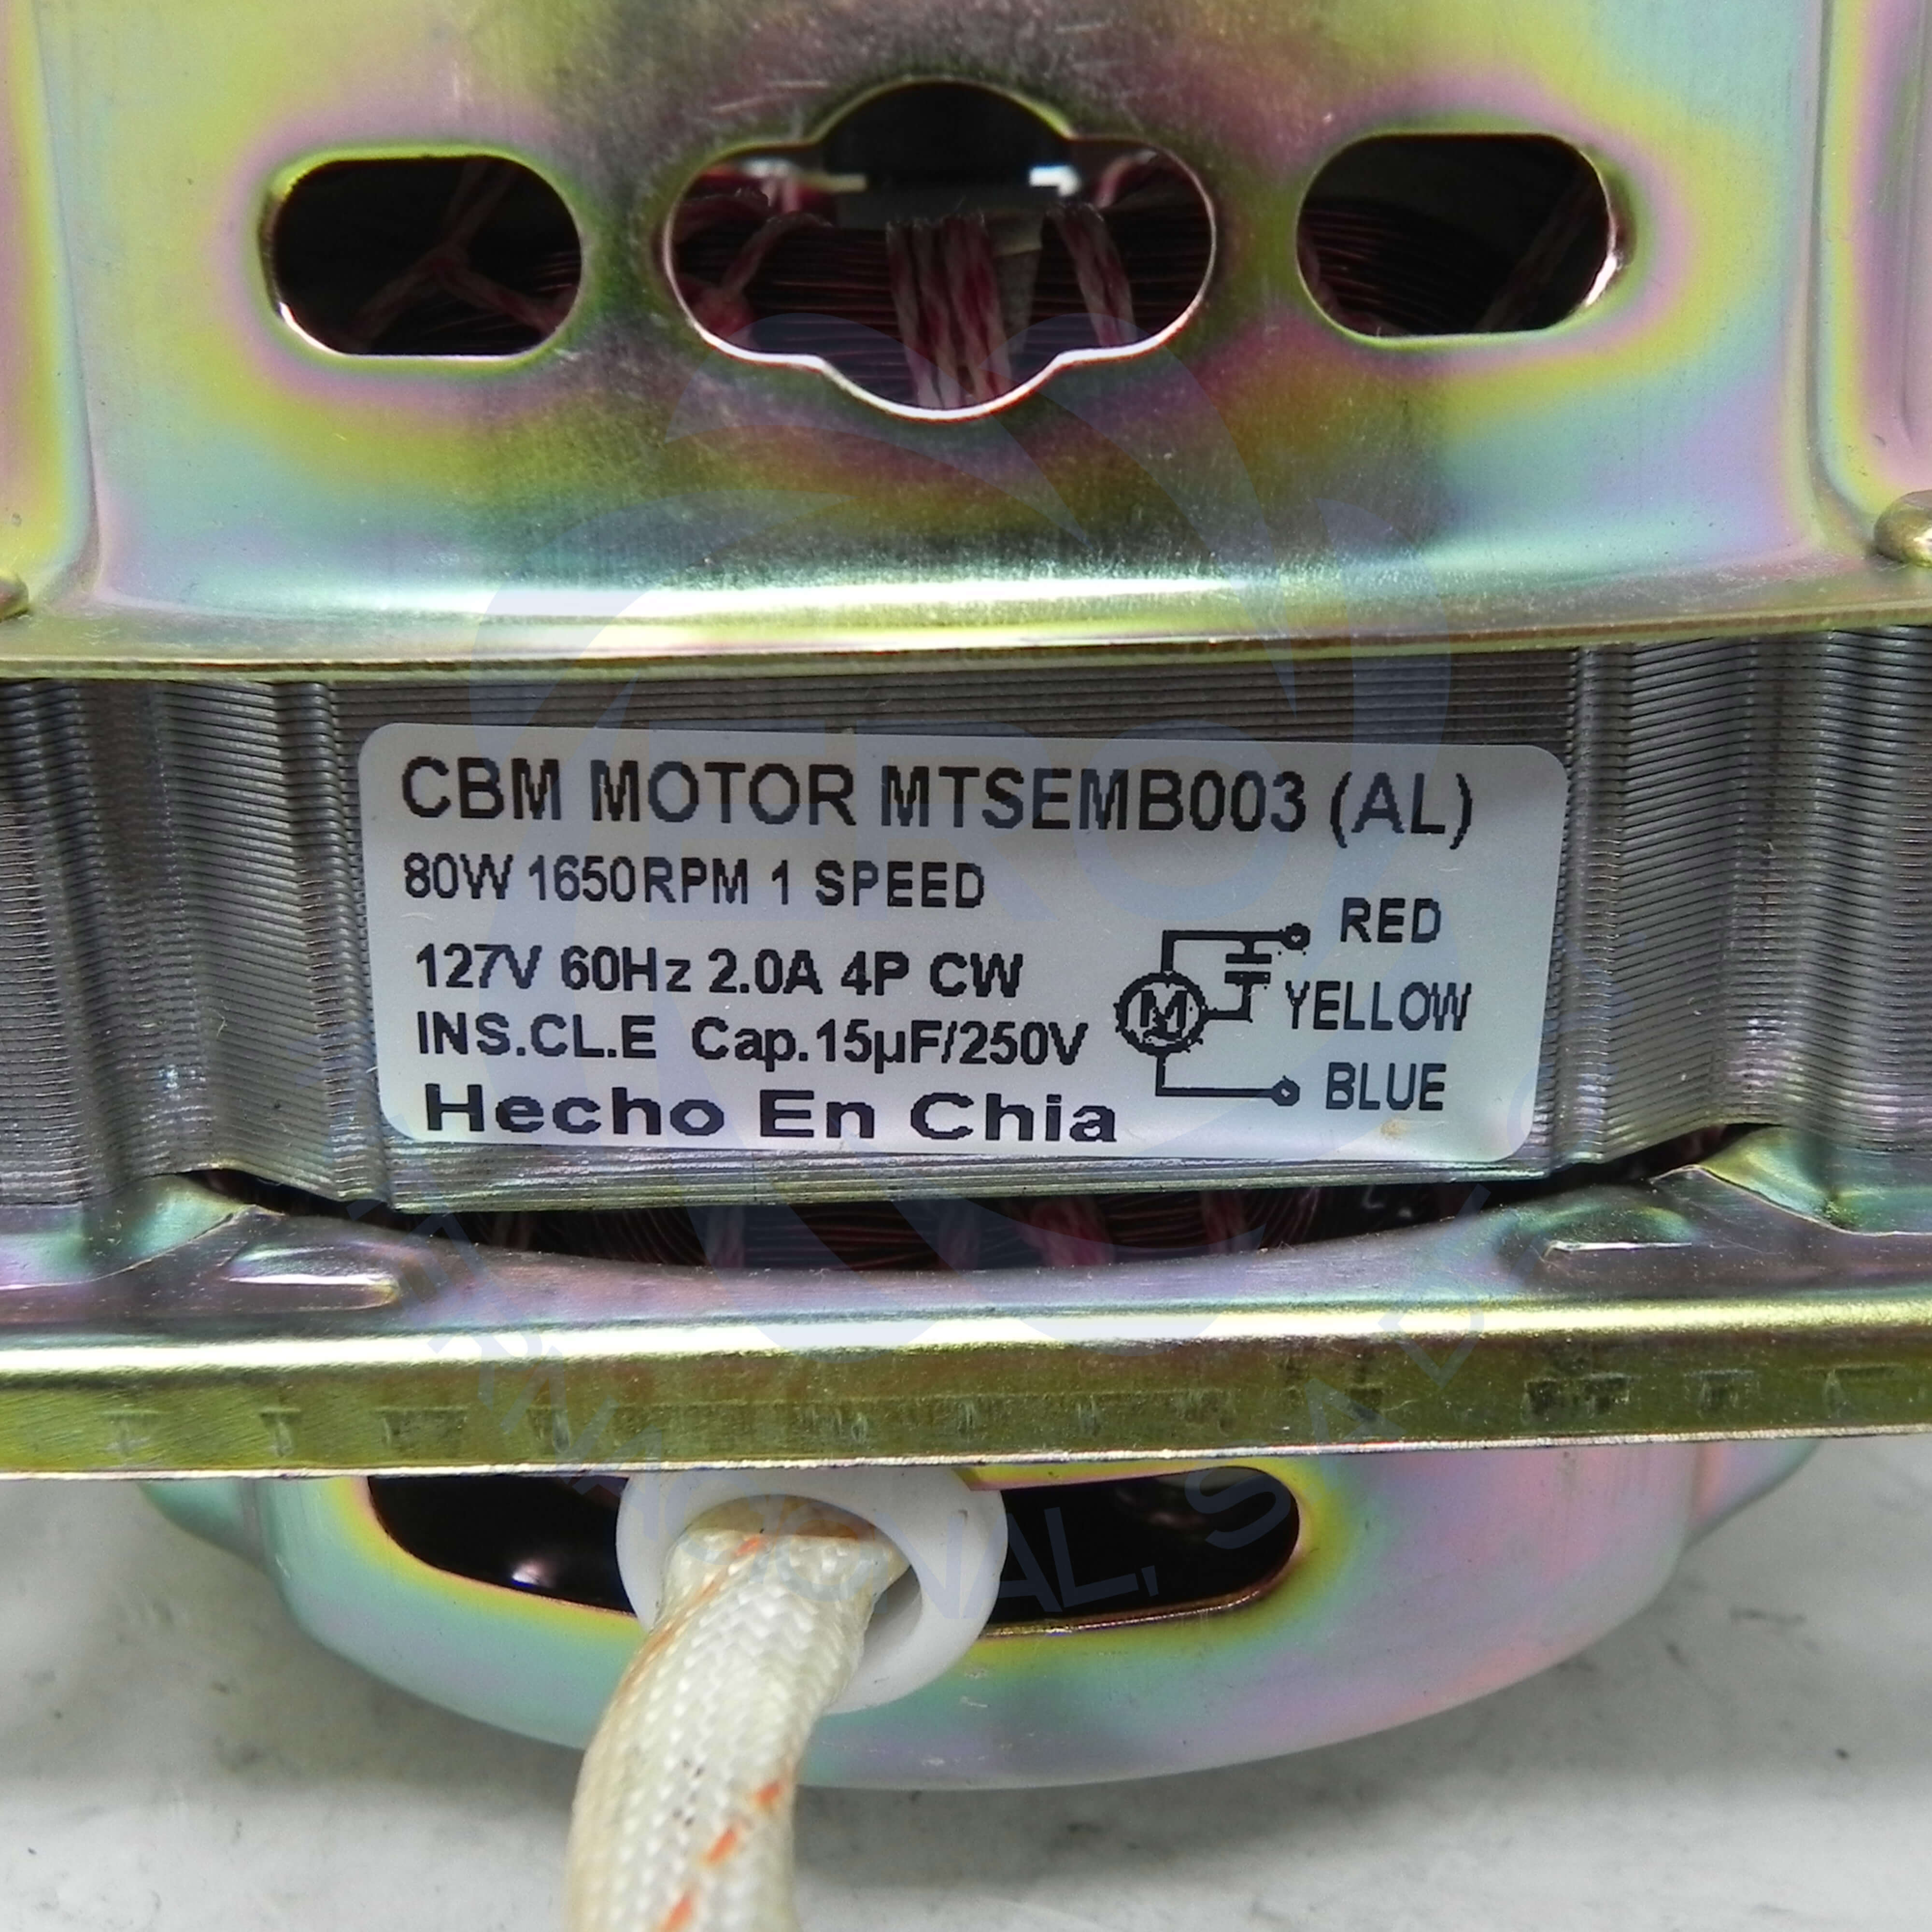 CBM MOTOR MTSEMB003 (AL)
80W 1650RPM 1 SPEED
127V 60Hz 2.0A 4P CW
INS.CL.E Cap.15µF/250V
Hecho En Chia
RED
YELLOW
BLUE
M